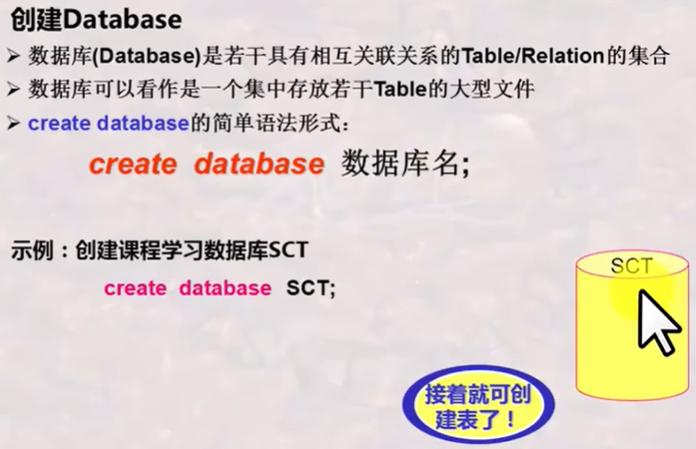 创建Database
➢ 数据库(Database)是若干具有相互关联关系的Table/Relation的集合
➢ 数据库可以看作是一个集中存放若干Table的大型文件
➢ create database的简单语法形式：
create database 数据库名;
示例：创建课程学习数据库SCT
create database SCT;
SCT
接着就可创
建表了！